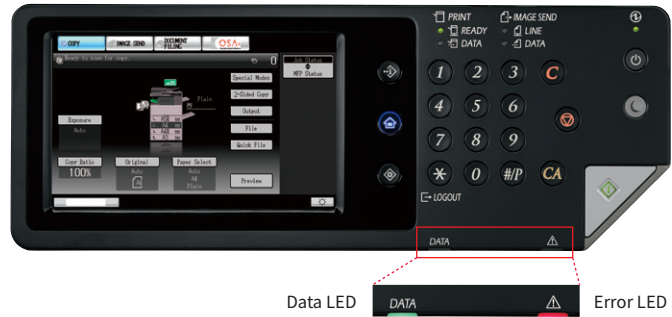 COPY
IMAGE SEND
DOCUMENT
FILING
OSA
Ready to scan for copy.
0
Job Status
MFP Status
Special Modes
2-Sided Copy
Output
File
Quick File
Preview
Plain
Exposure
Auto
Copy Ratio
100%
Original
Auto
A4
Paper Select
Auto
A4
Plain
PRINT
READY
DATA
IMAGE SEND
LINE
DATA
1 2 3 C
4 5 6
7 8 9
* 0 #/P CA
LOGOUT
DATA
Data LED
DATA
Error LED